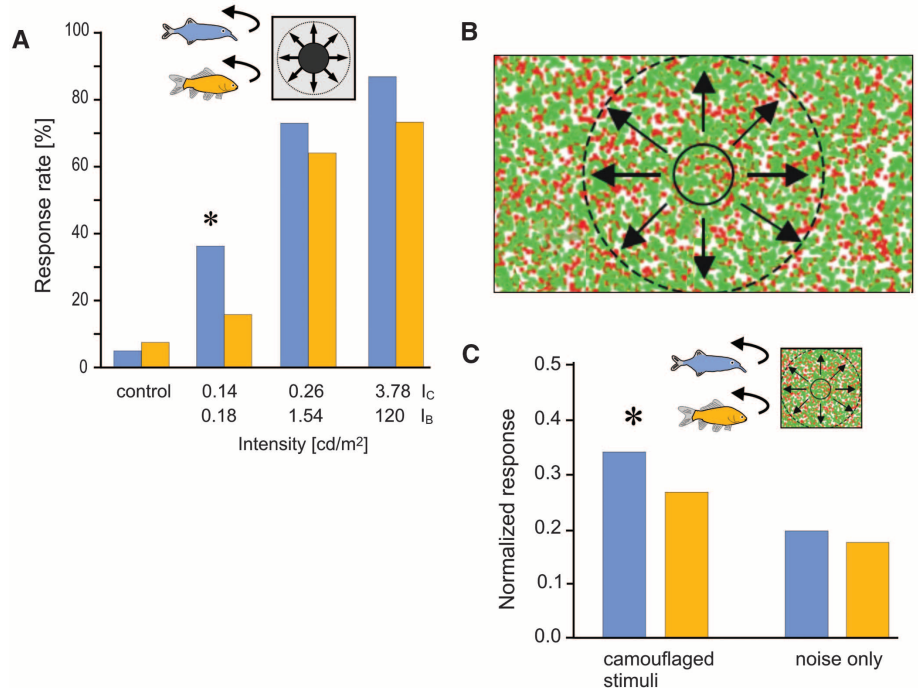 A
Response rate [%]
100
80
60
40
20
0
*
control
0.14
0.26
3.78
I_C
0.18
1.54
120
I_B
Intensity [cd/m²]
B
C
Normalized response
0.5
0.4
0.3
0.2
0.1
0.0
*
camouflaged
stimuli
noise only